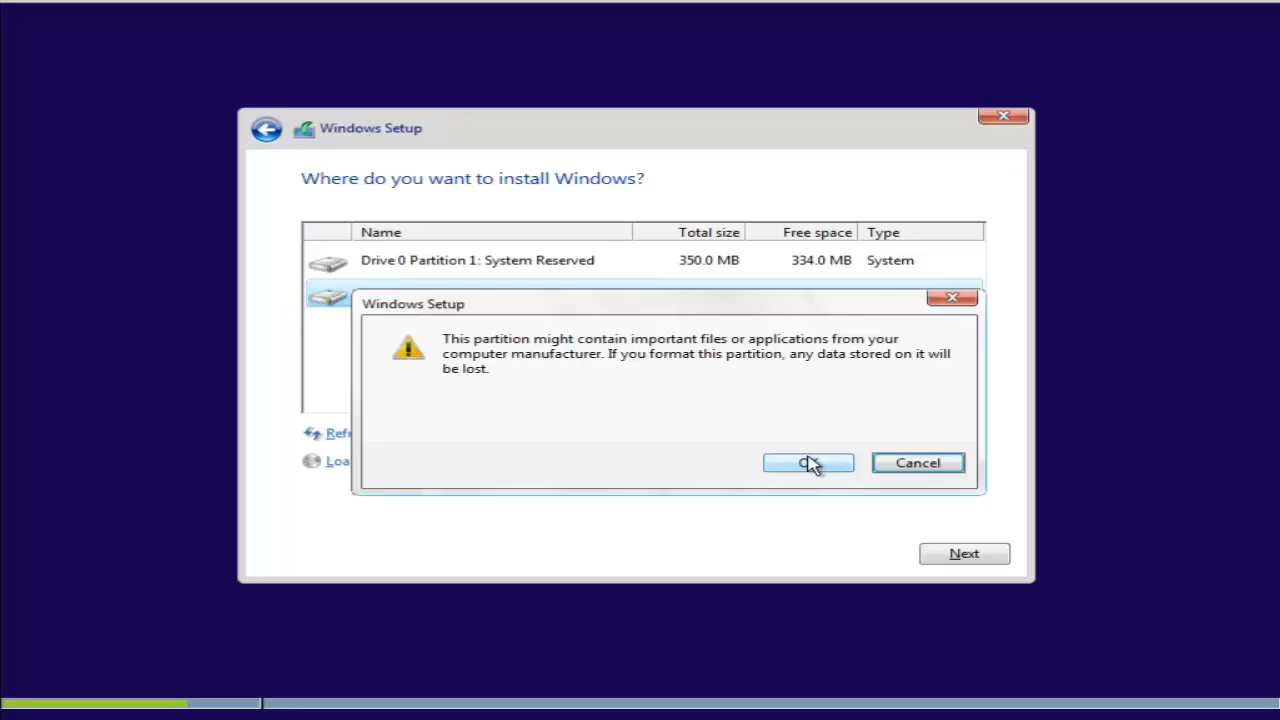 Windows Setup
Where do you want to install Windows?
Name Total size Free space Type
Drive 0 Partition 1: System Reserved 350.0 MB 334.0 MB System
Windows Setup
This partition might contain important files or applications from your
computer manufacturer. If you format this partition, any data stored on it will
be lost.
Cancel
Next